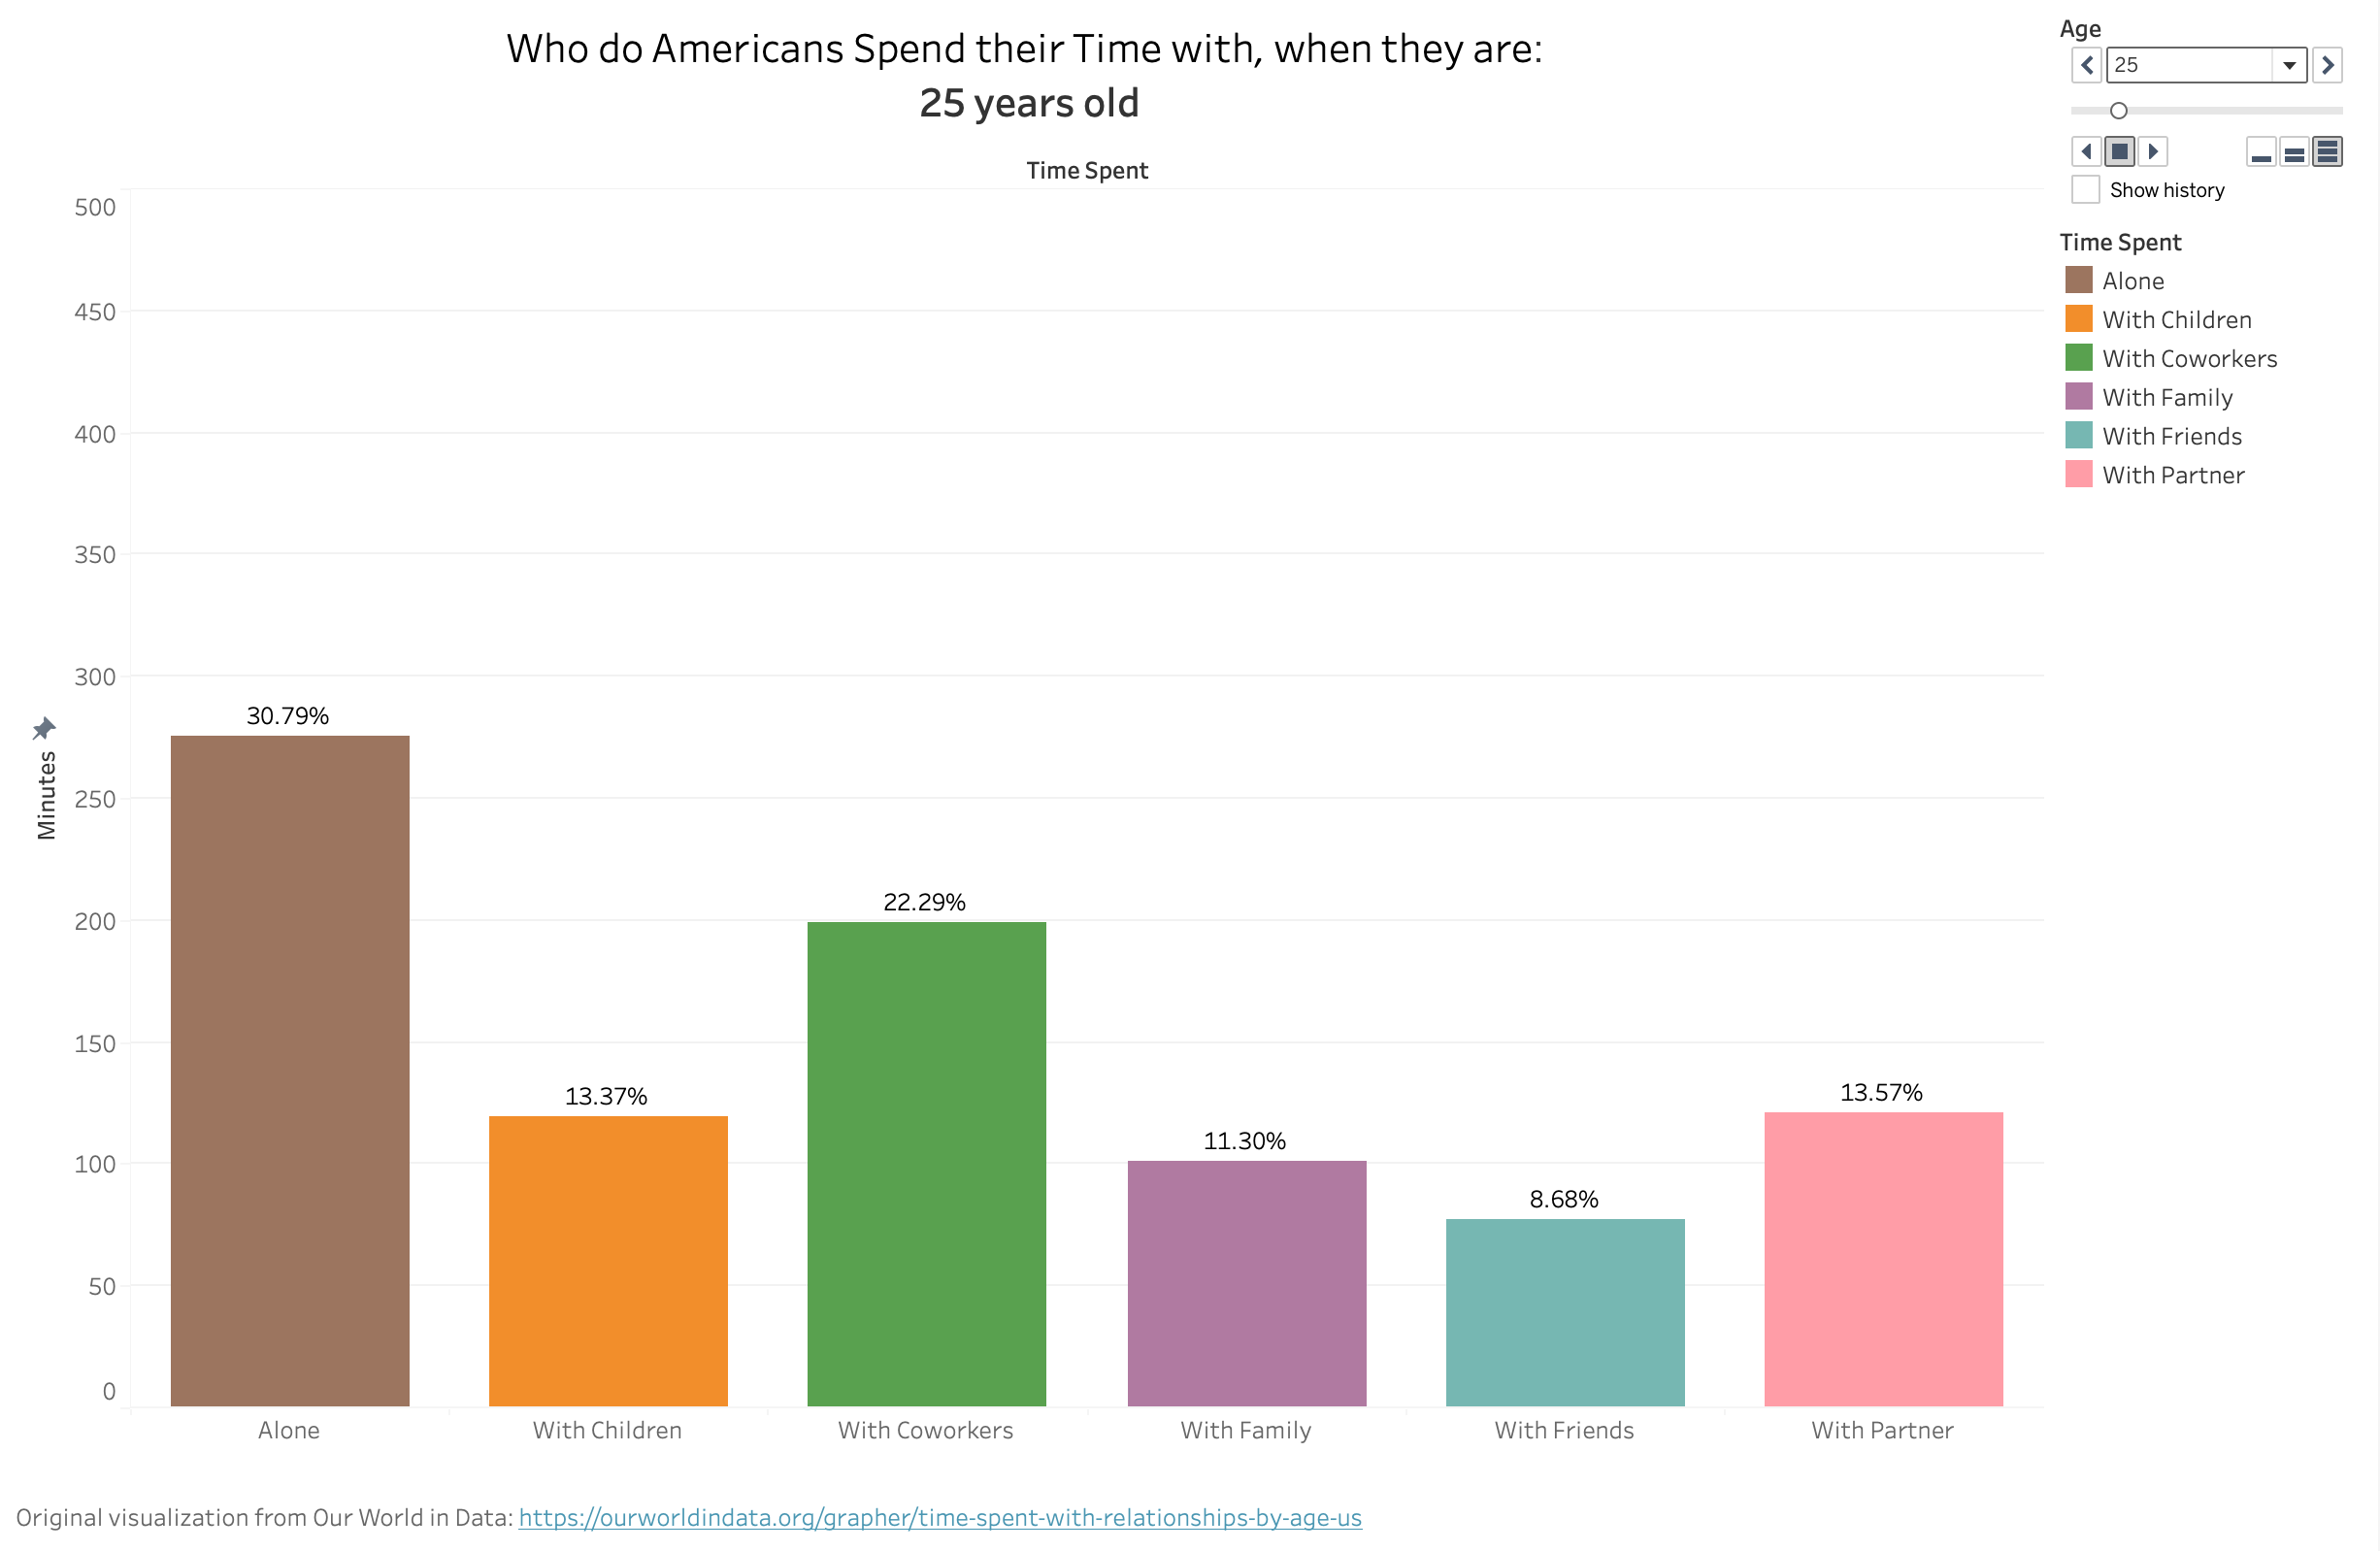 Who do Americans Spend their Time with, when they are:
25 years old
Time Spent
500
450
400
350
300
250
200
150
100
50
0
Minutes
30.79%
13.37%
22.29%
11.30%
8.68%
13.57%
Alone
With Children
With Coworkers
With Family
With Friends
With Partner
Age
25
Show history
Time Spent
Alone
With Children
With Coworkers
With Family
With Friends
With Partner
Original visualization from Our World in Data: https://ourworldindata.org/grapher/time-spent-with-relationships-by-age-us